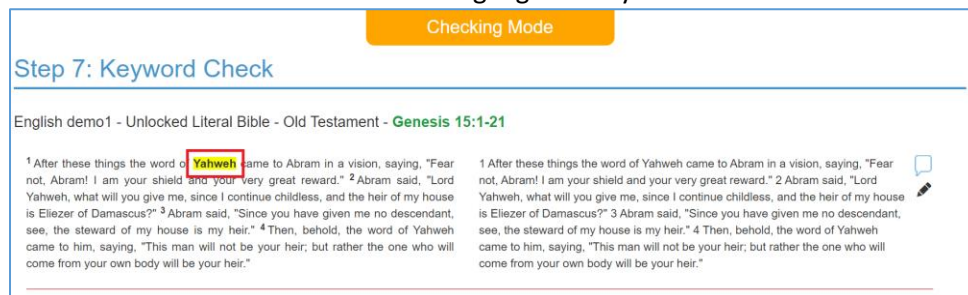 Checking Mode
Step 7: Keyword Check
English demo1 - Unlocked Literal Bible - Old Testament - Genesis 15:1-21
1 After these things the word of Yahweh came to Abram in a vision, saying, "Fear
not, Abram! I am your shield and your very great reward." 2 Abram said, "Lord
Yahweh, what will you give me, since I continue childless, and the heir of my house
is Eliezer of Damascus?" 3 Abram said, "Since you have given me no descendant,
see, the steward of my house is my heir." 4 Then, behold, the word of Yahweh
came to him, saying, "This man will not be your heir; but rather the one who will
come from your own body will be your heir."
1 After these things the word of Yahweh came to Abram in a vision, saying, "Fear
not, Abram! I am your shield and your very great reward." 2 Abram said, "Lord
Yahweh, what will you give me, since I continue childless, and the heir of my house
is Eliezer of Damascus?" 3 Abram said, "Since you have given me no descendant,
see, the steward of my house is my heir." 4 Then, behold, the word of Yahweh
came to him, saying, "This man will not be your heir; but rather the one who will
come from your own body will be your heir."